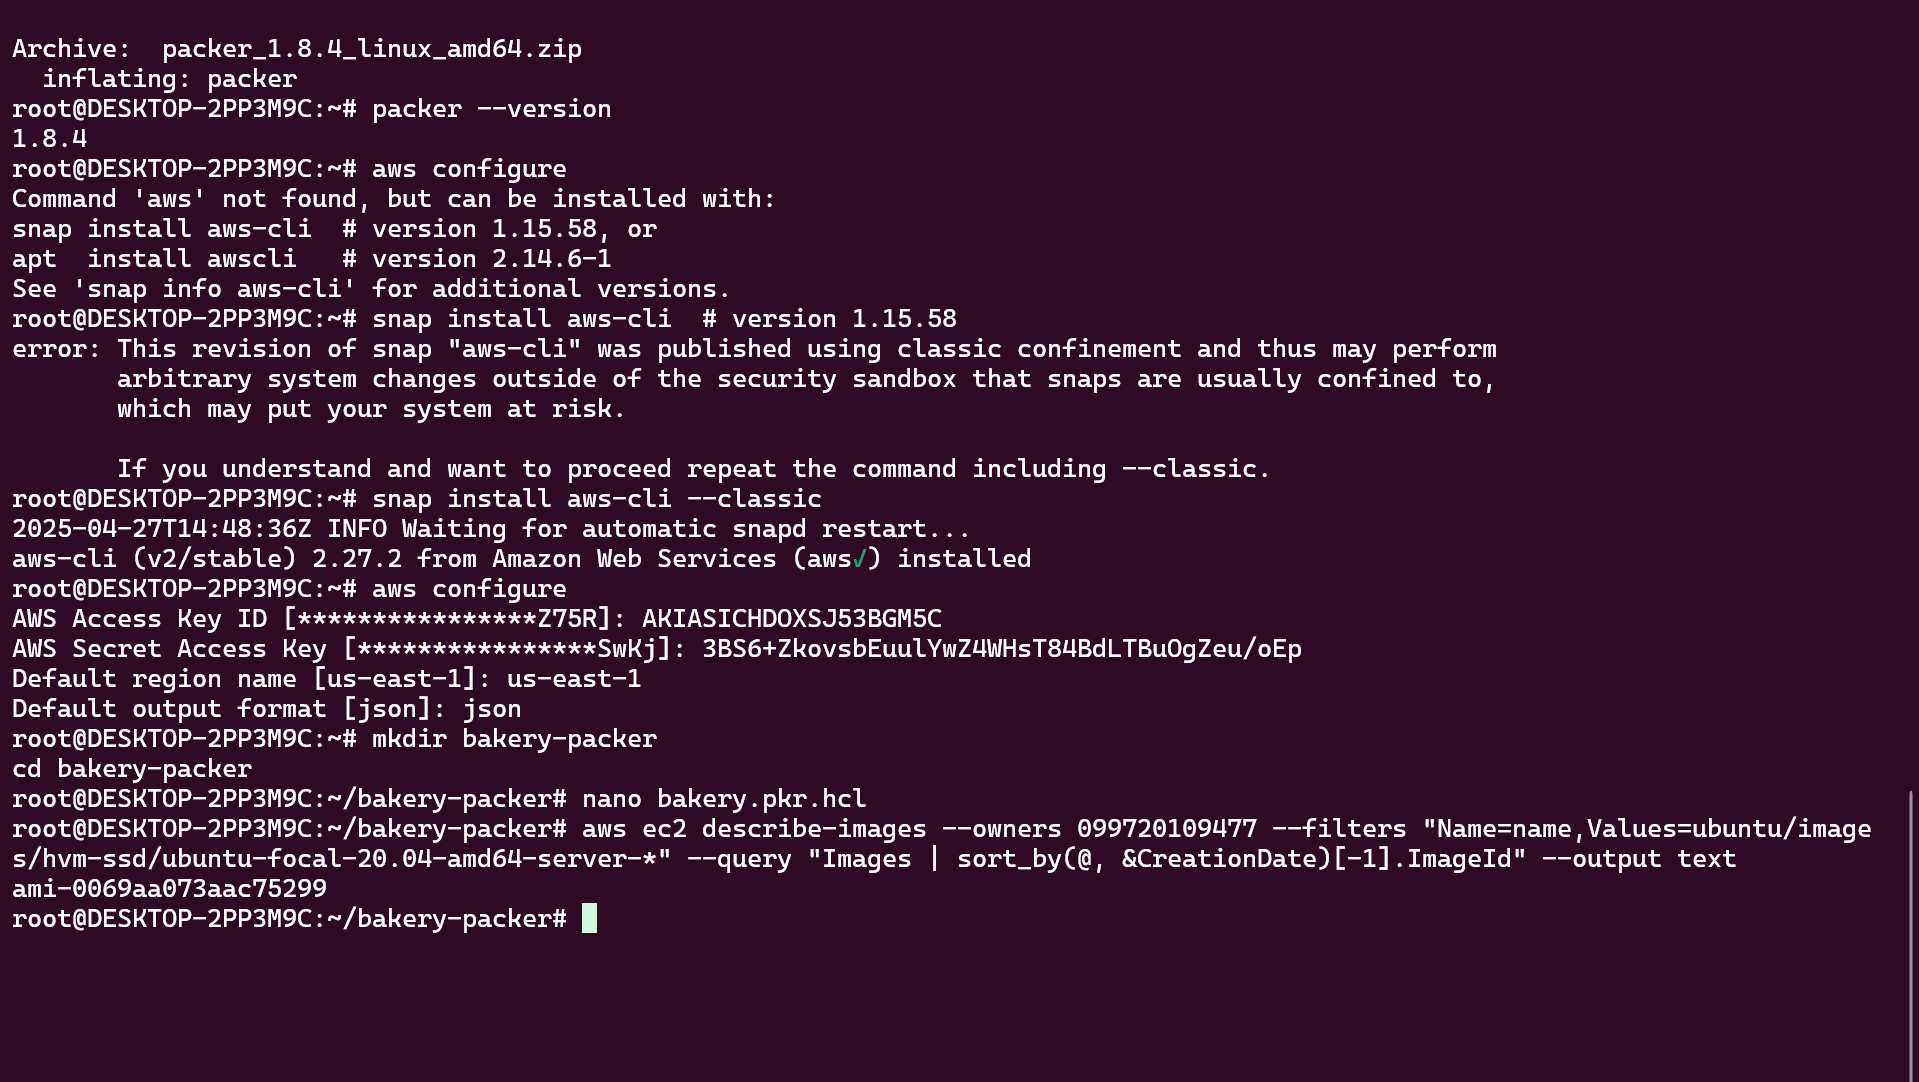 Archive:  packer_1.8.4_linux_amd64.zip
  inflating: packer
root@DESKTOP-2PP3M9C:~# packer --version
1.8.4
root@DESKTOP-2PP3M9C:~# aws configure
Command 'aws' not found, but can be installed with:
snap install aws-cli  # version 1.15.58, or
apt  install awscli   # version 2.14.6-1
See 'snap info aws-cli' for additional versions.
root@DESKTOP-2PP3M9C:~# snap install aws-cli  # version 1.15.58
error: This revision of snap "aws-cli" was published using classic confinement and thus may perform
       arbitrary system changes outside of the security sandbox that snaps are usually confined to,
       which may put your system at risk.

       If you understand and want to proceed repeat the command including --classic.
root@DESKTOP-2PP3M9C:~# snap install aws-cli --classic
2025-04-27T14:48:36Z INFO Waiting for automatic snapd restart...
aws-cli (v2/stable) 2.27.2 from Amazon Web Services (aws✓) installed
root@DESKTOP-2PP3M9C:~# aws configure
AWS Access Key ID [****************Z75R]: AKIASICHDOXSJ53BGM5C
AWS Secret Access Key [****************SwKj]: 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
Default region name [us-east-1]: us-east-1
Default output format [json]: json
root@DESKTOP-2PP3M9C:~# mkdir bakery-packer
cd bakery-packer
root@DESKTOP-2PP3M9C:~/bakery-packer# nano bakery.pkr.hcl
root@DESKTOP-2PP3M9C:~/bakery-packer# aws ec2 describe-images --owners 099720109477 --filters "Name=name,Values=ubuntu/image
s/hvm-ssd/ubuntu-focal-20.04-amd64-server-*" --query "Images | sort_by(@, &CreationDate)[-1].ImageId" --output text
ami-0069aa073aac75299
root@DESKTOP-2PP3M9C:~/bakery-packer#